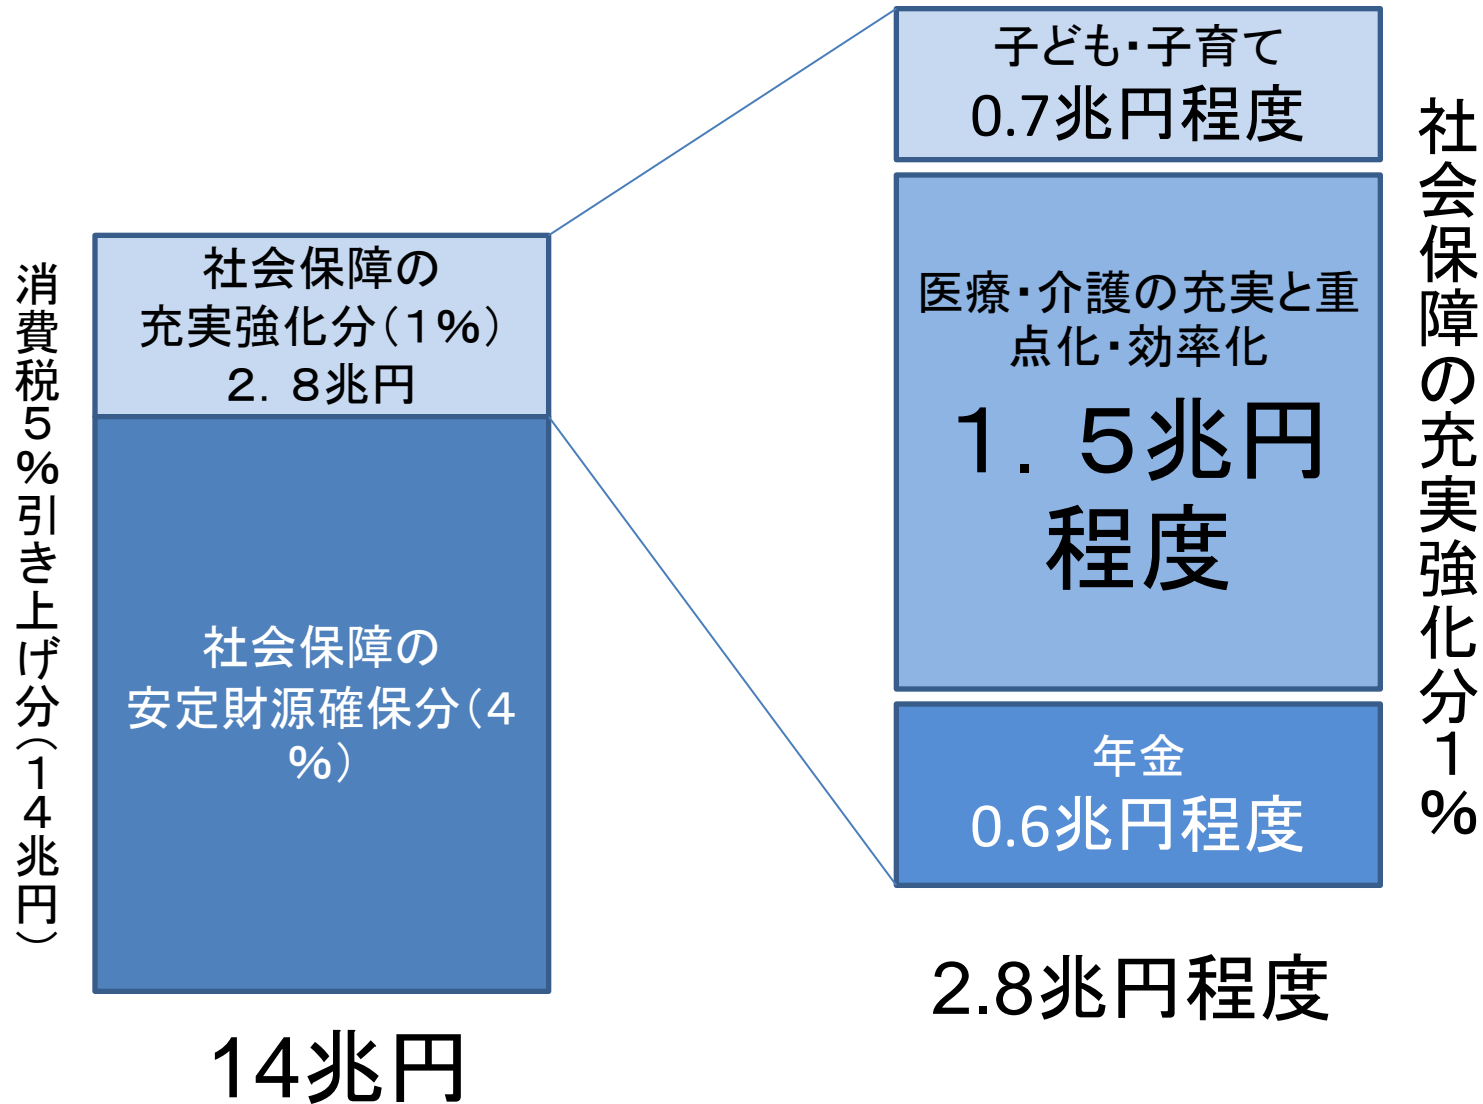 消費税5%引き上げ分(14兆円)
社会保障の
充実強化分(1%)
2.8兆円
社会保障の
安定財源確保分(4
%)
14兆円
子ども・子育て
0.7兆円程度
医療・介護の充実と重
点化・効率化
1.5兆円
程度
年金
0.6兆円程度
2.8兆円程度
社会保障の充実強化分1%